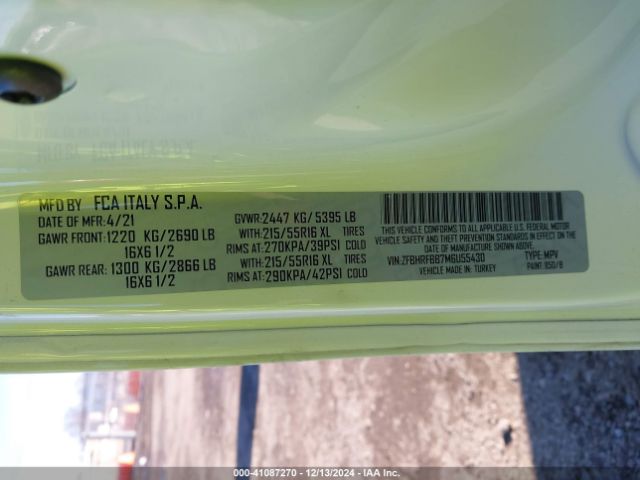 MFD BY FCA ITALY S.P.A.
DATE OF MFR: 4/21
GAWR FRONT: 1220 KG/2690 LB
16X6 1/2
GAWR REAR: 1300 KG/2866 LB
16X6 1/2
GVWR: 2447 KG/ 5395 LB
WITH: 215/55R16 XL TIRES
RIMS AT: 270KPA/39PSI COLD
WITH: 215/55R16 XL TIRES
RIMS AT: 290KPA/42PSI COLD
THIS VEHICLE CONFORMS TO ALL APPLICABLE U.S. FEDERAL MOTOR
VEHICLE SAFETY AND THEFT PREVENTION STANDARDS IN EFFECT ON THE
DATE OF MANUFACTURE SHOWN ABOVE.
VIN: ZFBHRFBB7M6U55430 TYPE: MPV
MADE IN: TURKEY PAINT: 850/B
000-41087270 - 12/13/2024 - IAA Inc.